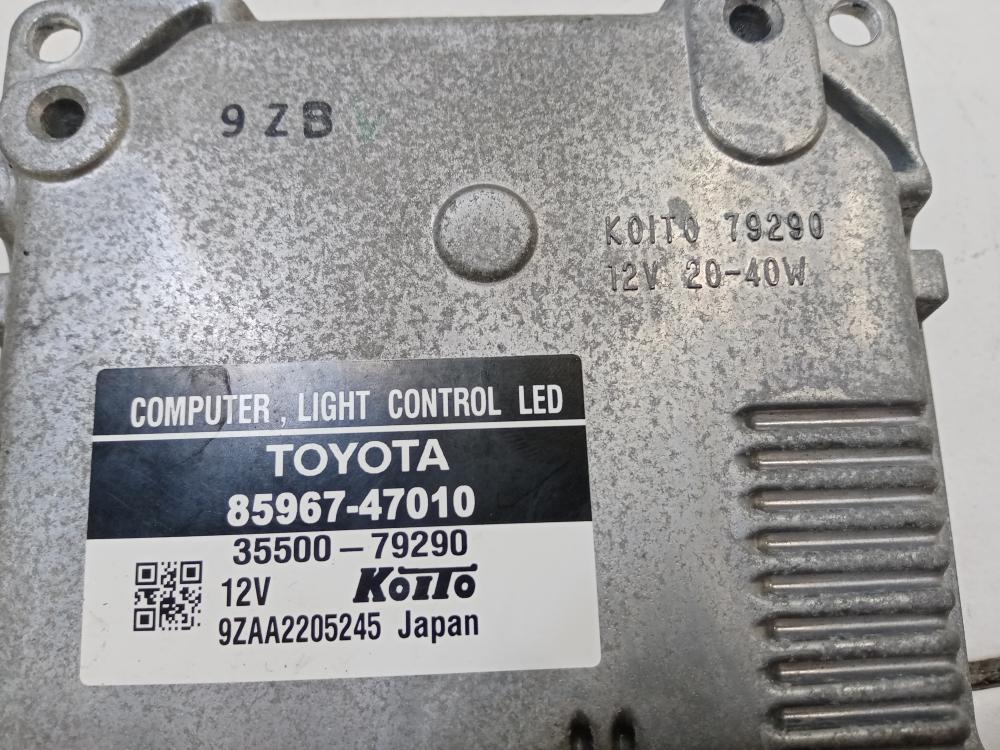 9ZB
KOITO 79290
12V 20-40W
COMPUTER , LIGHT CONTROL LED
TOYOTA
85967-47010
35500-79290
12V KOITO
9ZAA2205245 Japan